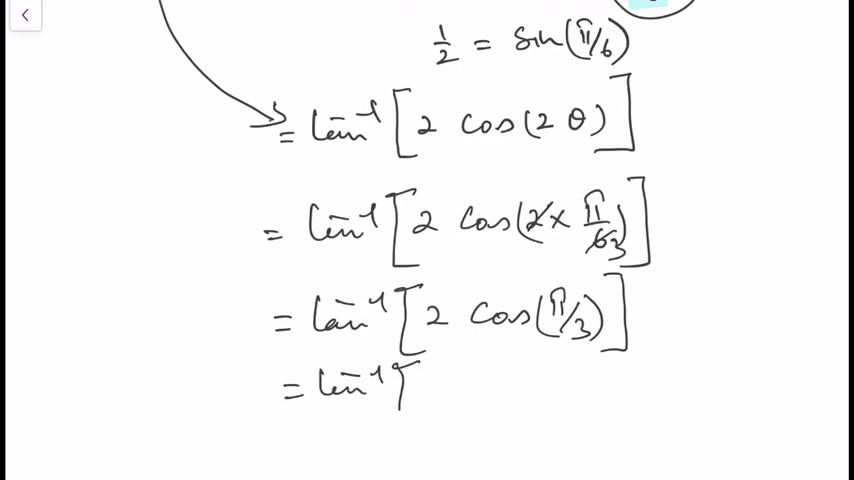 1/2 = Sin(π/6)
= tan⁻¹[2 cos(2θ)]
= tan⁻¹[2 cos(2× π/6 3)]
= tan⁻¹[2 cos(π/3)]
= tan⁻¹[